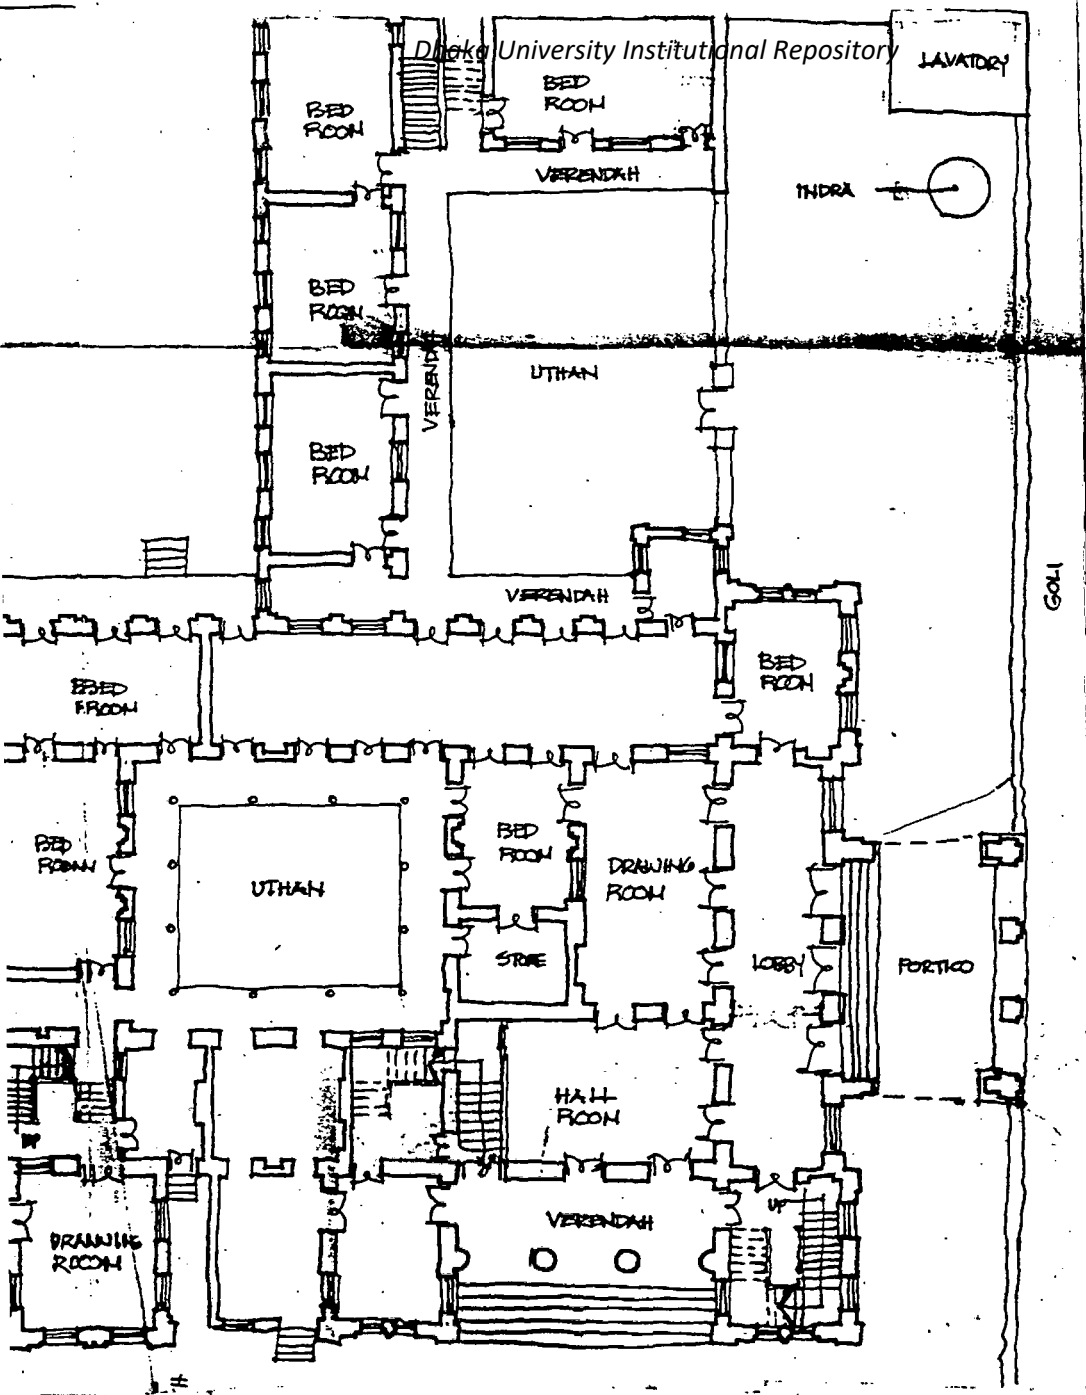 Dhaka University Institutional Repository
LAVATORY
BED
ROOM
BED
ROOM
VERENDAH
INDRA
BED
ROOM
VERENDAH
UTHAN
BED
ROOM
VERENDAH
GOLI
BED
ROOM
BED
ROOM
BED
ROOM
BED
ROOM
DRAWING
ROOM
UTHAN
STORE
LOBBY
PORTICO
HALL
ROOM
UP
VERENDAH
DRAWING
ROOM